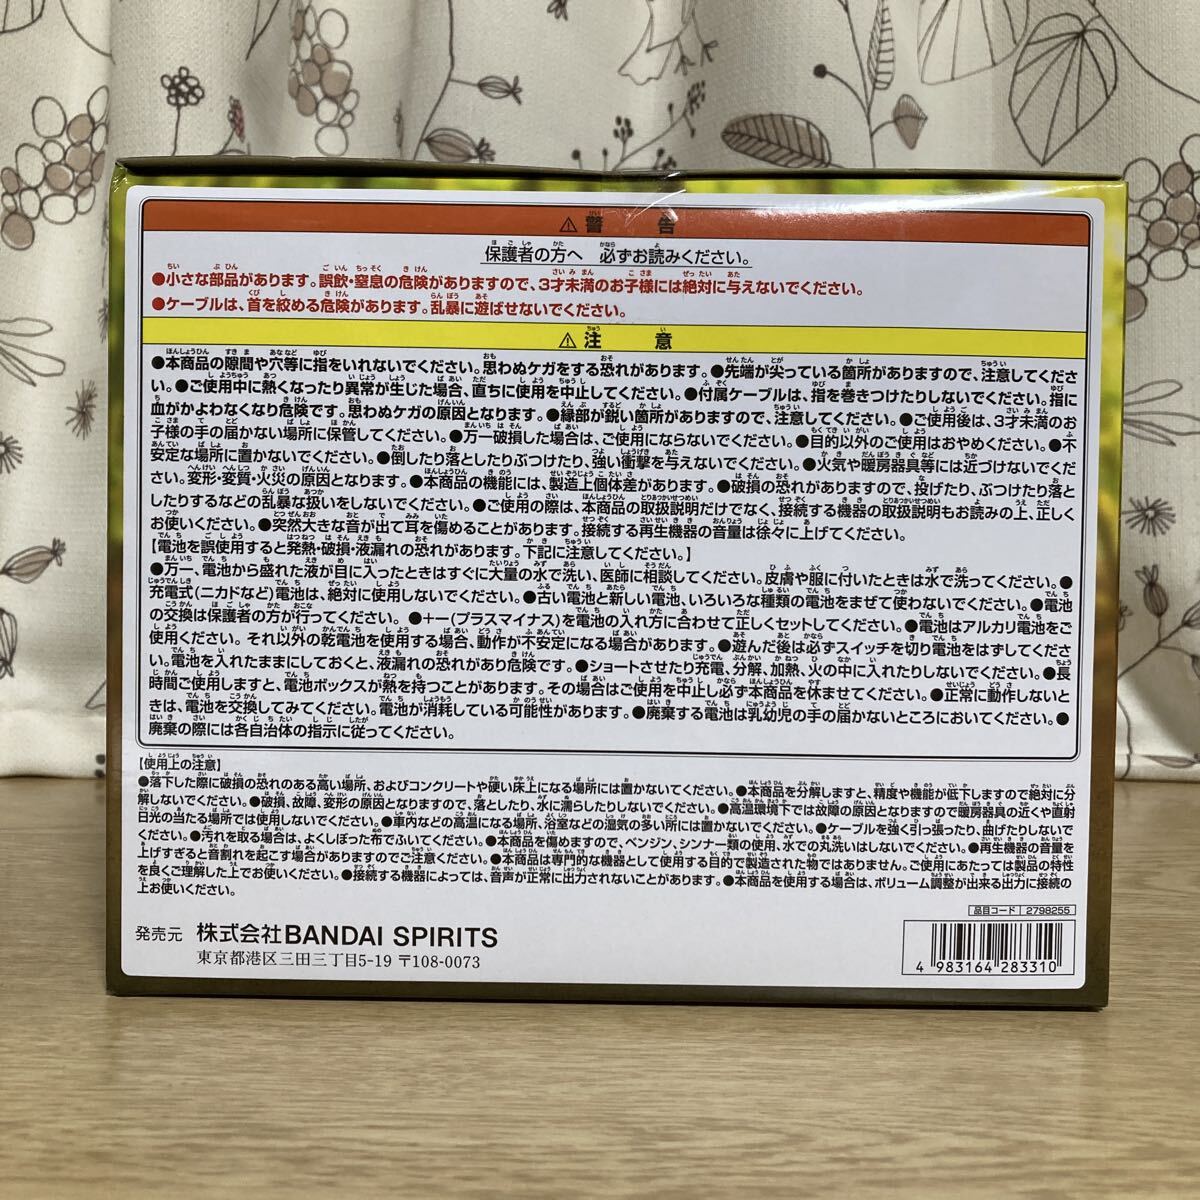 ⚠警告
保護者の方へ 必ずお読みください。
●小さな部品があります。誤飲・窒息の危険がありますので、3才未満のお子様には絶対に与えないでください。
●ケーブルは、首を絞める危険があります。乱暴に遊ばせないでください。
⚠注意
●本商品の隙間や穴等に指をいれないでください。思わぬケガをする恐れがあります。●先端が尖っている箇所がありますので、注意してくださ
い。●ご使用中に熱くなったり異常が生じた場合、直ちに使用を中止してください。●付属ケーブルは、指を巻きつけたりしないでください。指に
血がかよわなくなり危険です。思わぬケガの原因となります。●縁部が鋭い箇所がありますので、注意してください。●ご使用後は、3才未満のお
子様の手の届かない場所に保管してください。●万一破損した場合は、ご使用にならないでください。●目的以外のご使用はおやめください。●不
安定な場所に置かないでください。●倒したり落としたりぶつけたり、強い衝撃を与えないでください。●火気や暖房器具等には近づけないでくだ
さい。変形・変質・火災の原因となります。●本商品の機能には、製造上個体差があります。●破損の恐れがありますので、投げたり、ぶつけたり落と
したりするなどの乱暴な扱いをしないでください。●ご使用の際は、本商品の取扱説明だけでなく、接続する機器の取扱説明もお読みの上、正しく
お使いください。●突然大きな音が出て耳を傷めることがあります。接続する再生機器の音量は徐々に上げてください。
【電池を誤使用すると発熱・破損・液漏れの恐れがあります。下記に注意してください。】
●万一、電池から盛れた液が目に入ったときはすぐに大量の水で洗い、医師に相談してください。皮膚や服に付いたときは水で洗ってください。●
充電式(ニカドなど)電池は、絶対に使用しないでください。●古い電池と新しい電池、いろいろな種類の電池をまぜて使わないでください。●電池
の交換は保護者の方が行ってください。●+−(プラスマイナス)を電池の入れ方に合わせて正しくセットしてください。●電池はアルカリ電池をご
使用ください。それ以外の乾電池を使用する場合、動作が不安定になる場合があります。●遊んだ後は必ずスイッチを切り電池をはずしてくださ
い。電池を入れたままにしておくと、液漏れの恐れがあり危険です。●ショートさせたり充電、分解、加熱、火の中に入れたりしないでください。●長
時間ご使用しますと、電池ボックスが熱を持つことがあります。その場合はご使用を中止し必ず本商品を休ませてください。●正常に動作しないと
きは、電池を交換してみてください。電池が消耗している可能性があります。●廃棄する電池は乳幼児の手の届かないところにおいてください。●
廃棄の際には各自治体の指示に従ってください。
【使用上の注意】
●落下した際に破損の恐れのある高い場所、およびコンクリートや硬い床上になる場所には置かないでください。●本商品を分解しますと、精度や機能が低下しますので絶対に分
解しないでください。●破損、故障、変形の原因となりますので、落としたり、水に濡らしたりしないでください。●高温環境下では故障の原因となりますので暖房器具の近くや直射
日光の当たる場所では使用しないでください。●車内などの高温になる場所、浴室などの湿気の多い所には置かないでください。●ケーブルを強く引っ張ったり、曲げたりしないで
ください。●汚れを取る場合は、よくしぼった布でふいてください。●本商品を傷めますので、ベンジン、シンナー類の使用、水での丸洗いはしないでください。●再生機器の音量を
上げすぎると音割れを起こす場合がありますのでご注意ください。●本商品は専門的な機器として使用する目的で製造された物ではありません。ご使用にあたっては製品の特性
を良くご理解した上でお使いください。●接続する機器によっては、音声が正常に出力されないことがあります。●本商品を使用する場合は、ボリューム調整が出来る出力に接続の
上お使いください。
品目コード 2798255
発売元 株式会社BANDAI SPIRITS
東京都港区三田三丁目5-19 〒108-0073
4 983164 283310